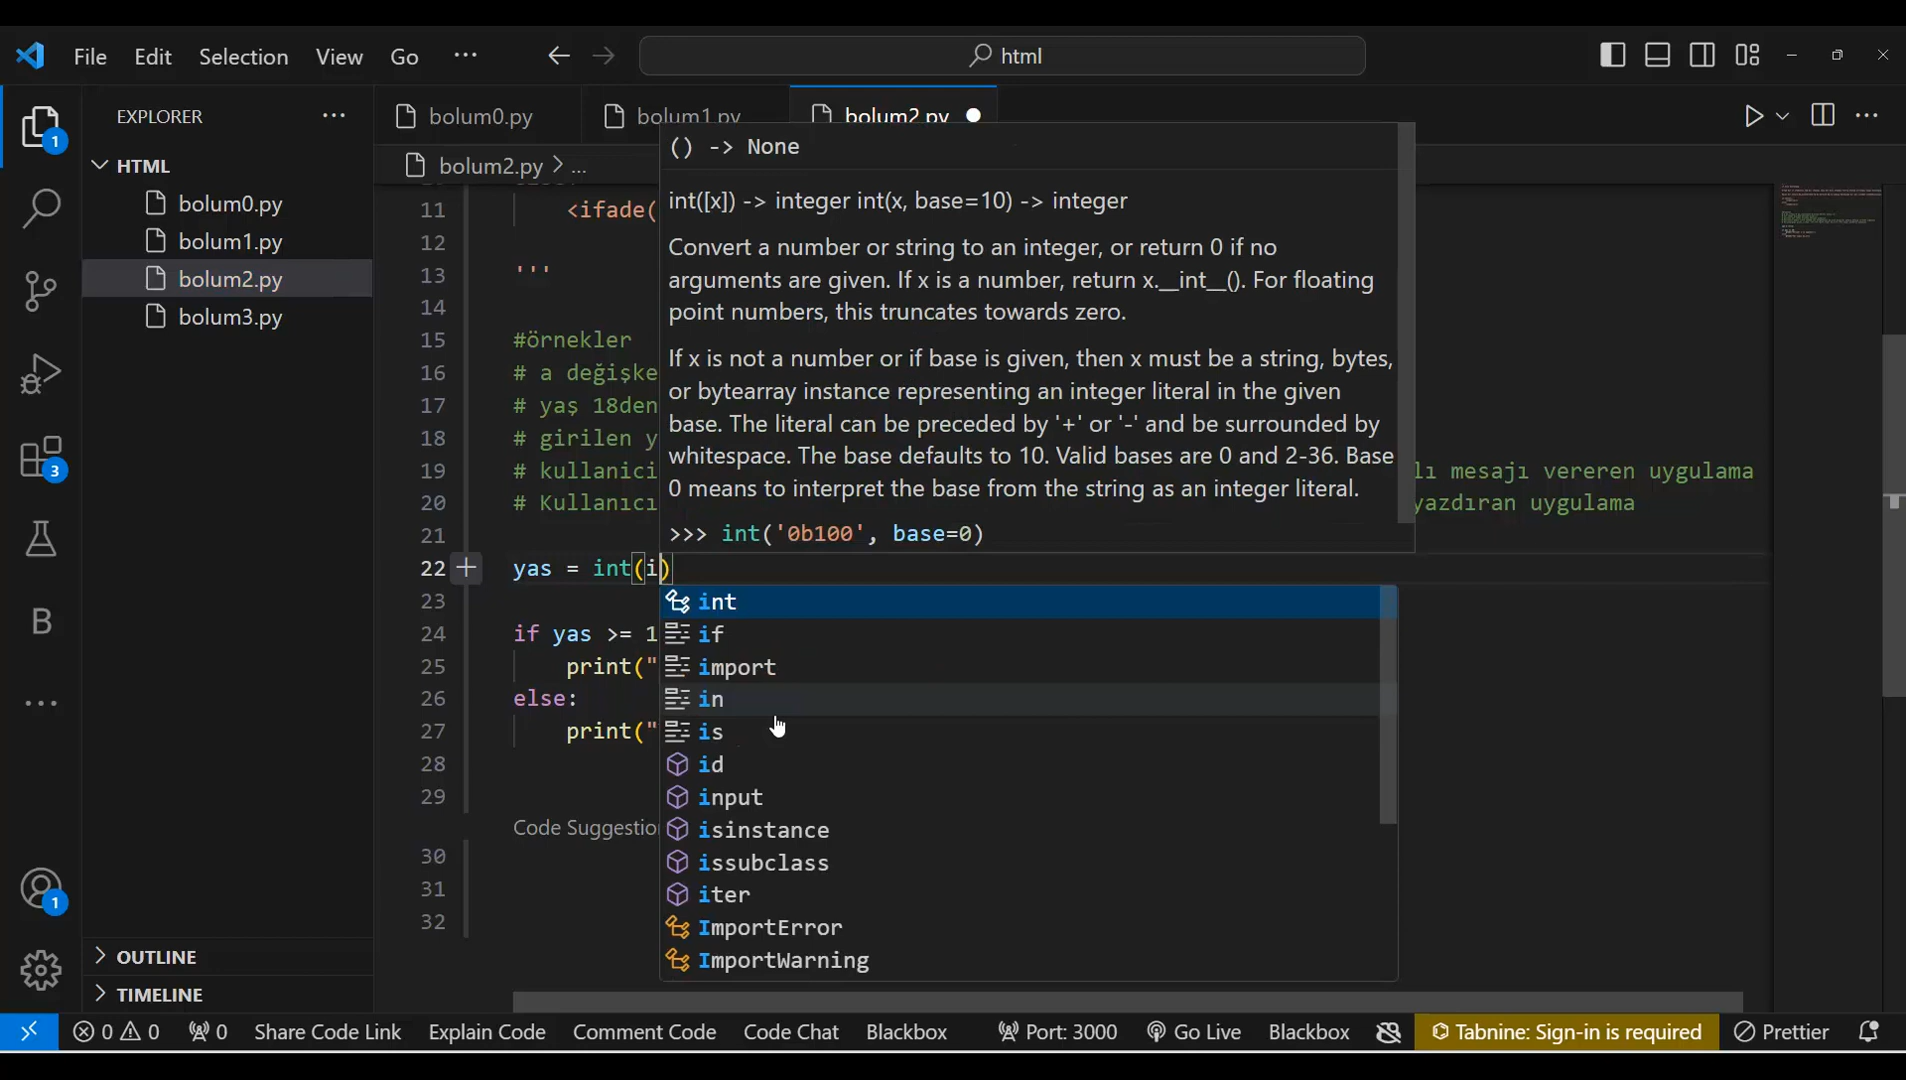 File Edit Selection View Go ··· html
EXPLORER ···
HTML
bolum0.py
bolum1.py
bolum2.py
bolum3.py
OUTLINE
TIMELINE
1
3
1
B
bolum0.py bolum1.py bolum2.py
bolum2.py > ...
11 <ifade(
12
13 '''
14
15 #örnekler
16 # a değişke
17 # yaş 18den
18 # girilen y
19 # kullanici lı mesajı vereren uygulama
20 # Kullanıcı yazdıran uygulama
21
22 yas = int(i)
23
24 if yas >= 1
25 print("
26 else:
27 print("
28
29
Code Suggestio
30
31
32
() -> None
int([x]) -> integer int(x, base=10) -> integer
Convert a number or string to an integer, or return 0 if no
arguments are given. If x is a number, return x.__int__(). For floating
point numbers, this truncates towards zero.
If x is not a number or if base is given, then x must be a string, bytes,
or bytearray instance representing an integer literal in the given
base. The literal can be preceded by '+' or '-' and be surrounded by
whitespace. The base defaults to 10. Valid bases are 0 and 2-36. Base
0 means to interpret the base from the string as an integer literal.
>>> int('0b100', base=0)
int
if
import
in
is
id
input
isinstance
issubclass
iter
ImportError
ImportWarning
0 0 0 Share Code Link Explain Code Comment Code Code Chat Blackbox Port: 3000 Go Live Blackbox Tabnine: Sign-in is required Prettier